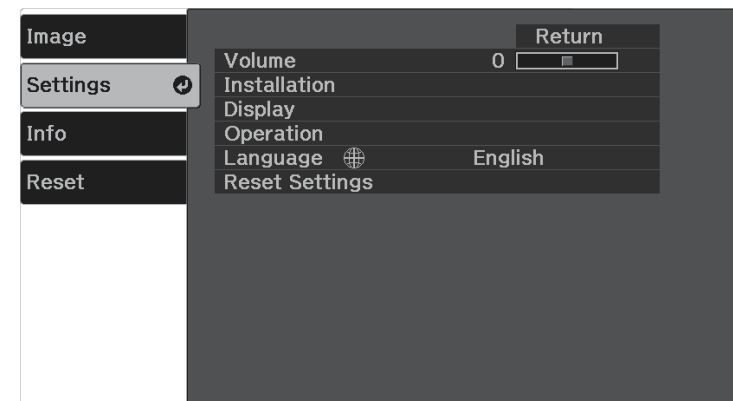 Image
Settings
Info
Reset
Return
Volume 0
Installation
Display
Operation
Language English
Reset Settings